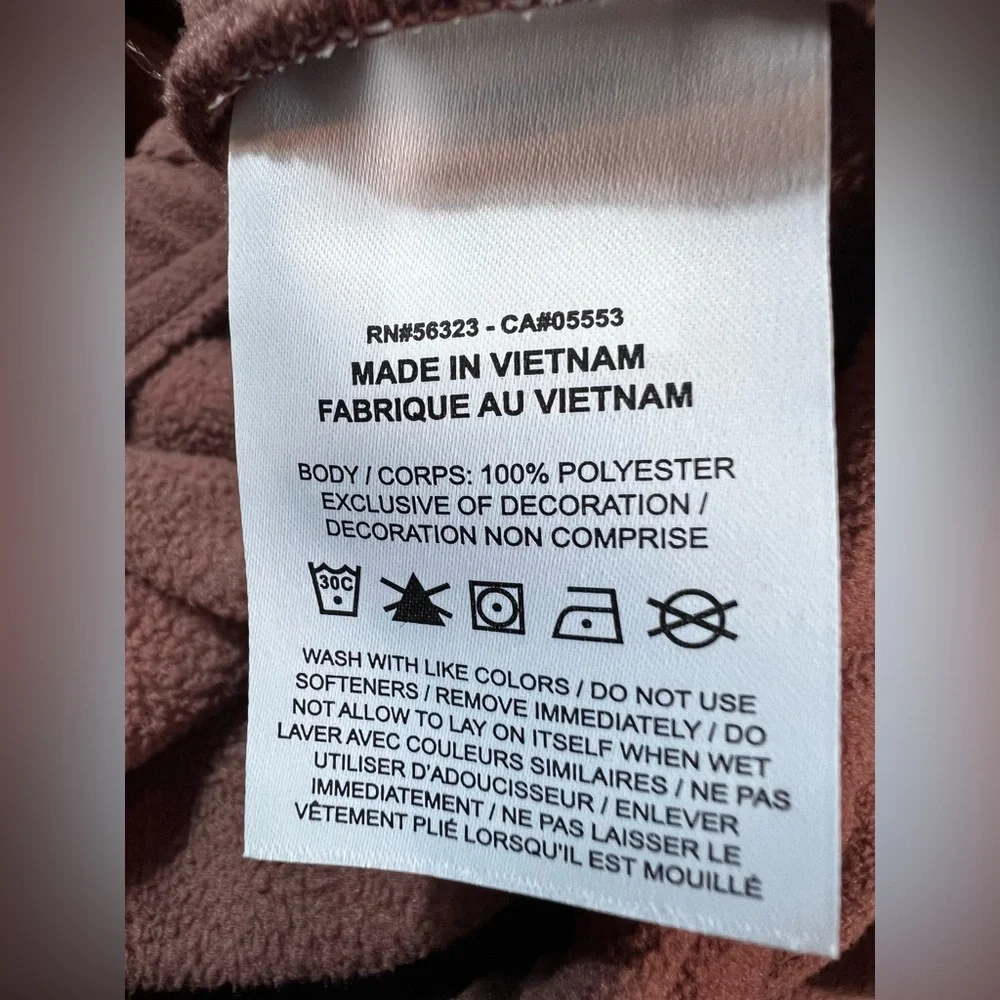 RN#56323 - CA#05553
MADE IN VIETNAM
FABRIQUE AU VIETNAM
BODY / CORPS: 100% POLYESTER
EXCLUSIVE OF DECORATION /
DECORATION NON COMPRISE
30C
WASH WITH LIKE COLORS / DO NOT USE
SOFTENERS / REMOVE IMMEDIATELY / DO
NOT ALLOW TO LAY ON ITSELF WHEN WET
LAVER AVEC COULEURS SIMILAIRES / NE PAS
UTILISER D'ADOUCISSEUR / ENLEVER
IMMEDIATEMENT / NE PAS LAISSER LE
VÊTEMENT PLIÉ LORSQU'IL EST MOUILLÉ